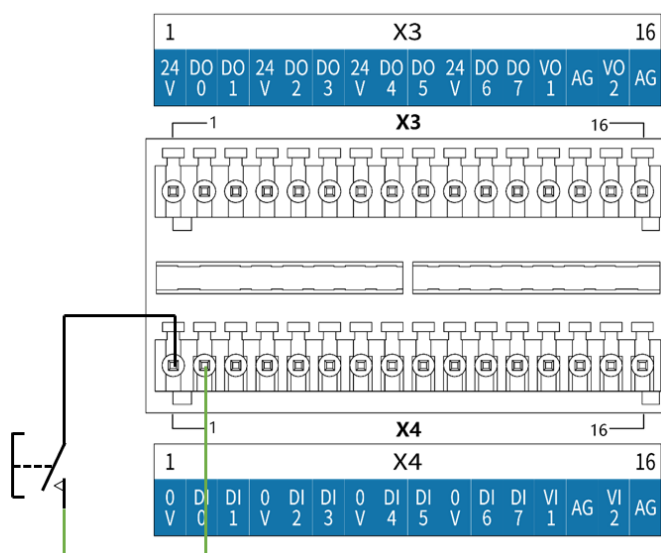 1 X3 16
24 V DO 0 DO 1 24 V DO 2 DO 3 24 V DO 4 DO 5 24 V DO 6 DO 7 VO 1 AG VO 2 AG
1 X3 16
1 X4 16
1 X4 16
0 V DI 0 DI 1 0 V DI 2 DI 3 0 V DI 4 DI 5 0 V DI 6 DI 7 VI 1 AG VI 2 AG